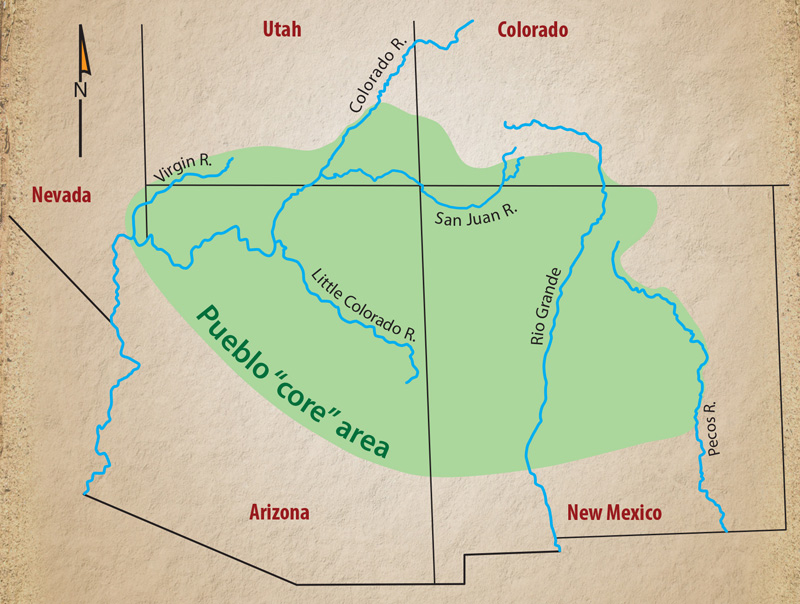 Utah
Colorado
Colorado R.
N
Virgin R.
Nevada
San Juan R.
Little Colorado R.
Rio Grande
Pueblo “core” area
Pecos R.
Arizona
New Mexico